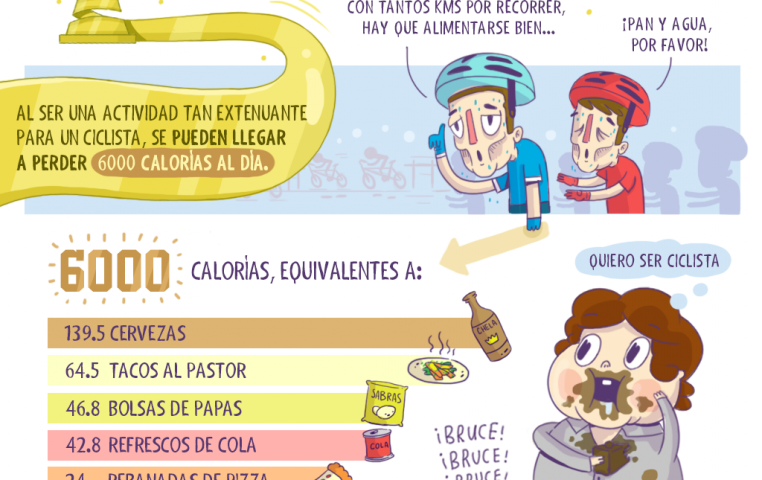 CON TANTOS KMS POR RECORRER,
HAY QUE ALIMENTARSE BIEN...
¡PAN Y AGUA,
POR FAVOR!
AL SER UNA ACTIVIDAD TAN EXTENUANTE
PARA UN CICLISTA, SE PUEDEN LLEGAR
A PERDER 6000 CALORÍAS AL DÍA.
6000 CALORÍAS, EQUIVALENTES A:
QUIERO SER CICLISTA
139.5 CERVEZAS
CHELA
64.5 TACOS AL PASTOR
46.8 BOLSAS DE PAPAS
SABRAS
42.8 REFRESCOS DE COLA
COLA
¡BRUCE!
¡BRUCE!
¡BRUCE!
24 REBANADAS DE PIZZA